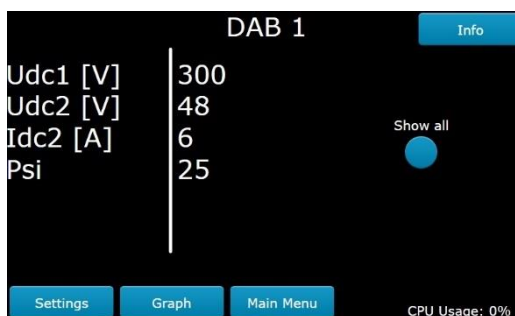 DAB 1
Info
Udc1 [V] 300
Udc2 [V] 48
Idc2 [A] 6
Psi 25
Show all
Settings
Graph
Main Menu
CPU Usage: 0%